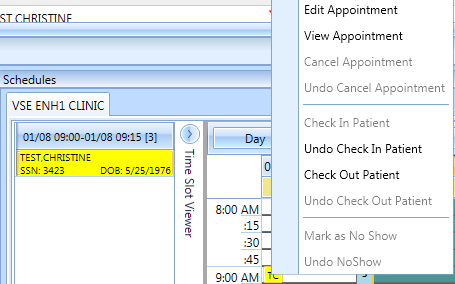 TEST CHRISTINE
Edit Appointment
View Appointment
Cancel Appointment
Undo Cancel Appointment
Check In Patient
Undo Check In Patient
Check Out Patient
Undo Check Out Patient
Mark as No Show
Undo NoShow
Schedules
VSE ENH1 CLINIC
01/08 09:00-01/08 09:15 [3]
TEST,CHRISTINE
SSN: 3423 DOB: 5/25/1976
Time Slot Viewer
Day
0
8:00 AM
:15
:30
:45
9:00 AM